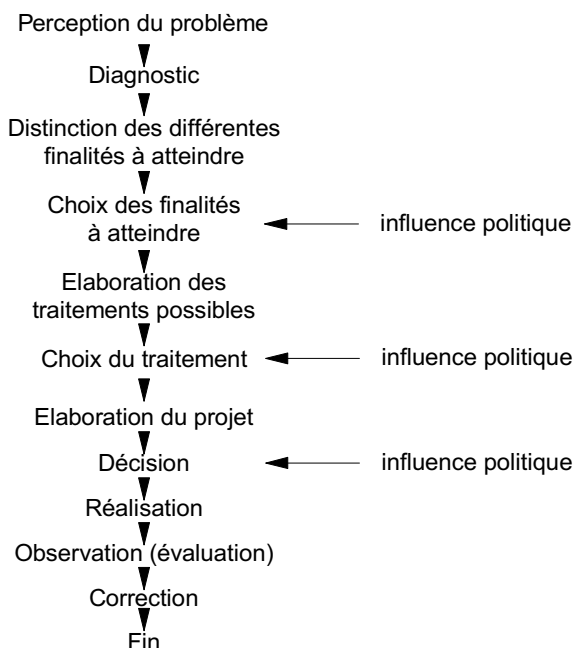 Perception du problème
Diagnostic
Distinction des différentes
finalités à atteindre
Choix des finalités
à atteindre
influence politique
Elaboration des
traitements possibles
Choix du traitement
influence politique
Elaboration du projet
Décision
influence politique
Réalisation
Observation (évaluation)
Correction
Fin